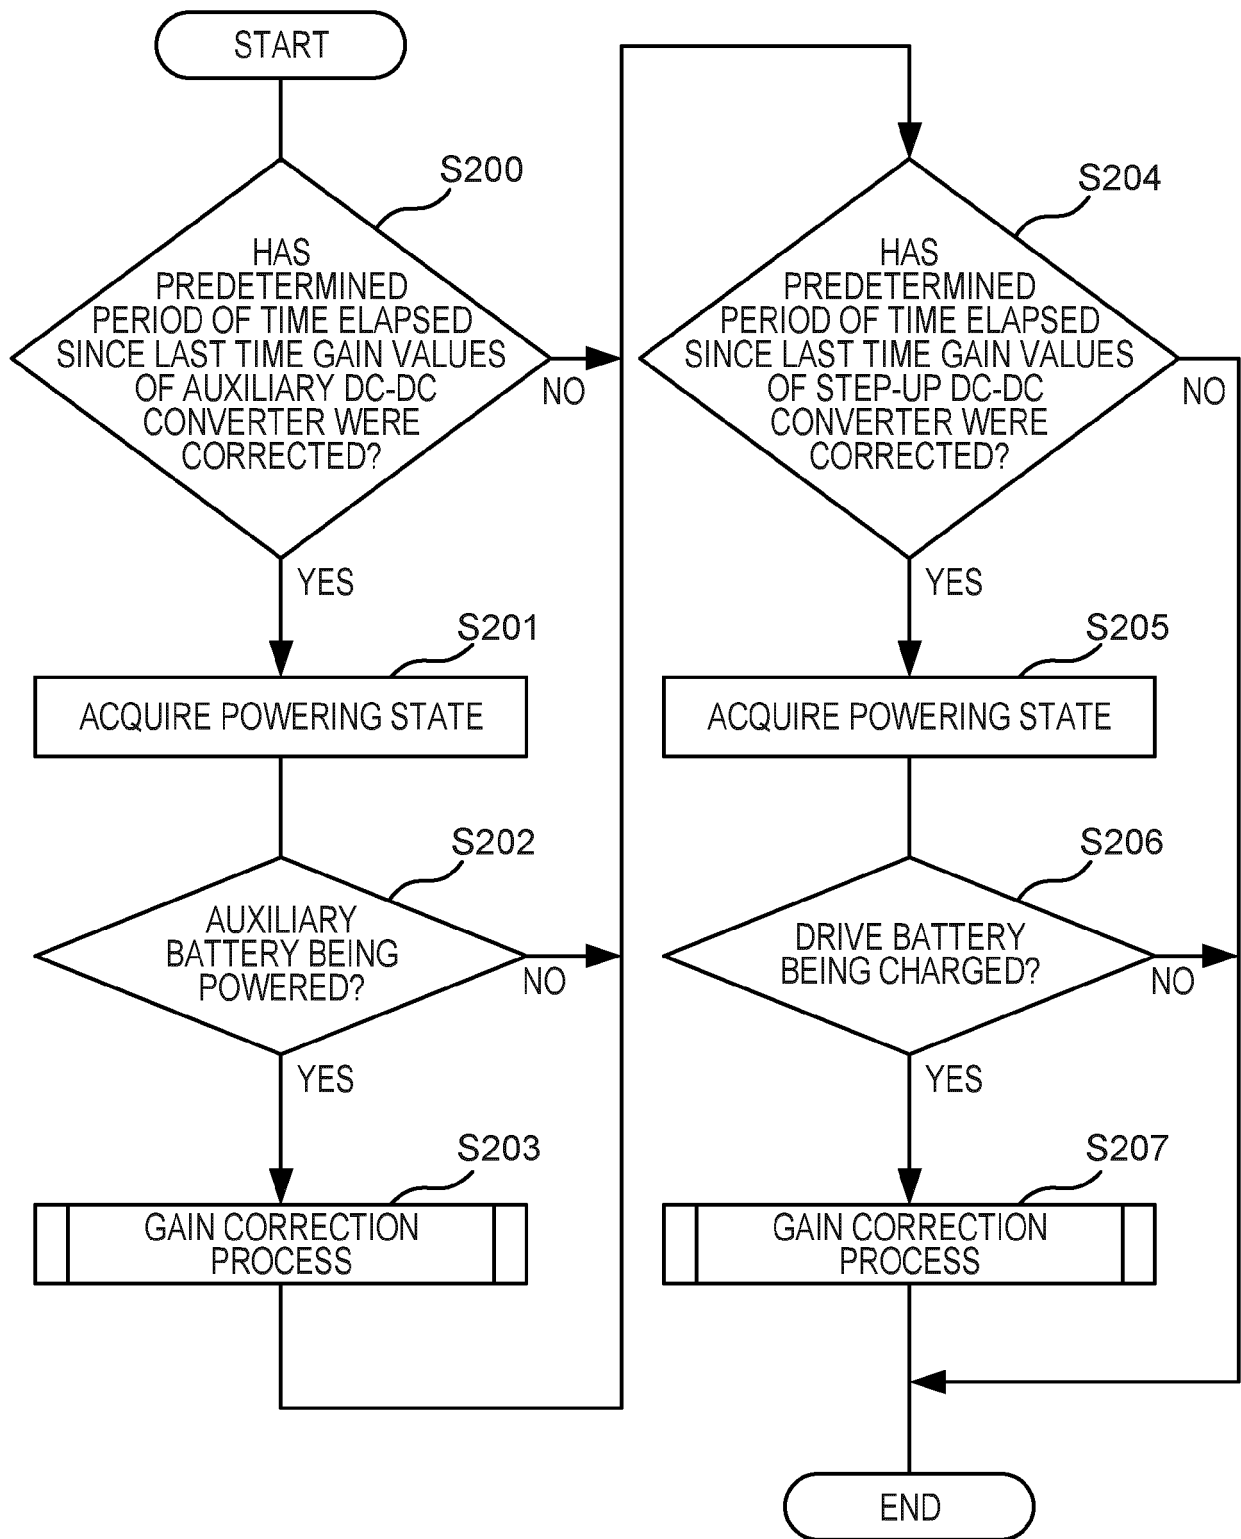 START
S200
HAS
PREDETERMINED
PERIOD OF TIME ELAPSED
SINCE LAST TIME GAIN VALUES
OF AUXILIARY DC-DC
CONVERTER WERE
CORRECTED?
NO
YES
S201
ACQUIRE POWERING STATE
S202
AUXILIARY
BATTERY BEING
POWERED?
NO
YES
S203
GAIN CORRECTION
PROCESS
S204
HAS
PREDETERMINED
PERIOD OF TIME ELAPSED
SINCE LAST TIME GAIN VALUES
OF STEP-UP DC-DC
CONVERTER WERE
CORRECTED?
NO
YES
S205
ACQUIRE POWERING STATE
S206
DRIVE BATTERY
BEING CHARGED?
NO
YES
S207
GAIN CORRECTION
PROCESS
END